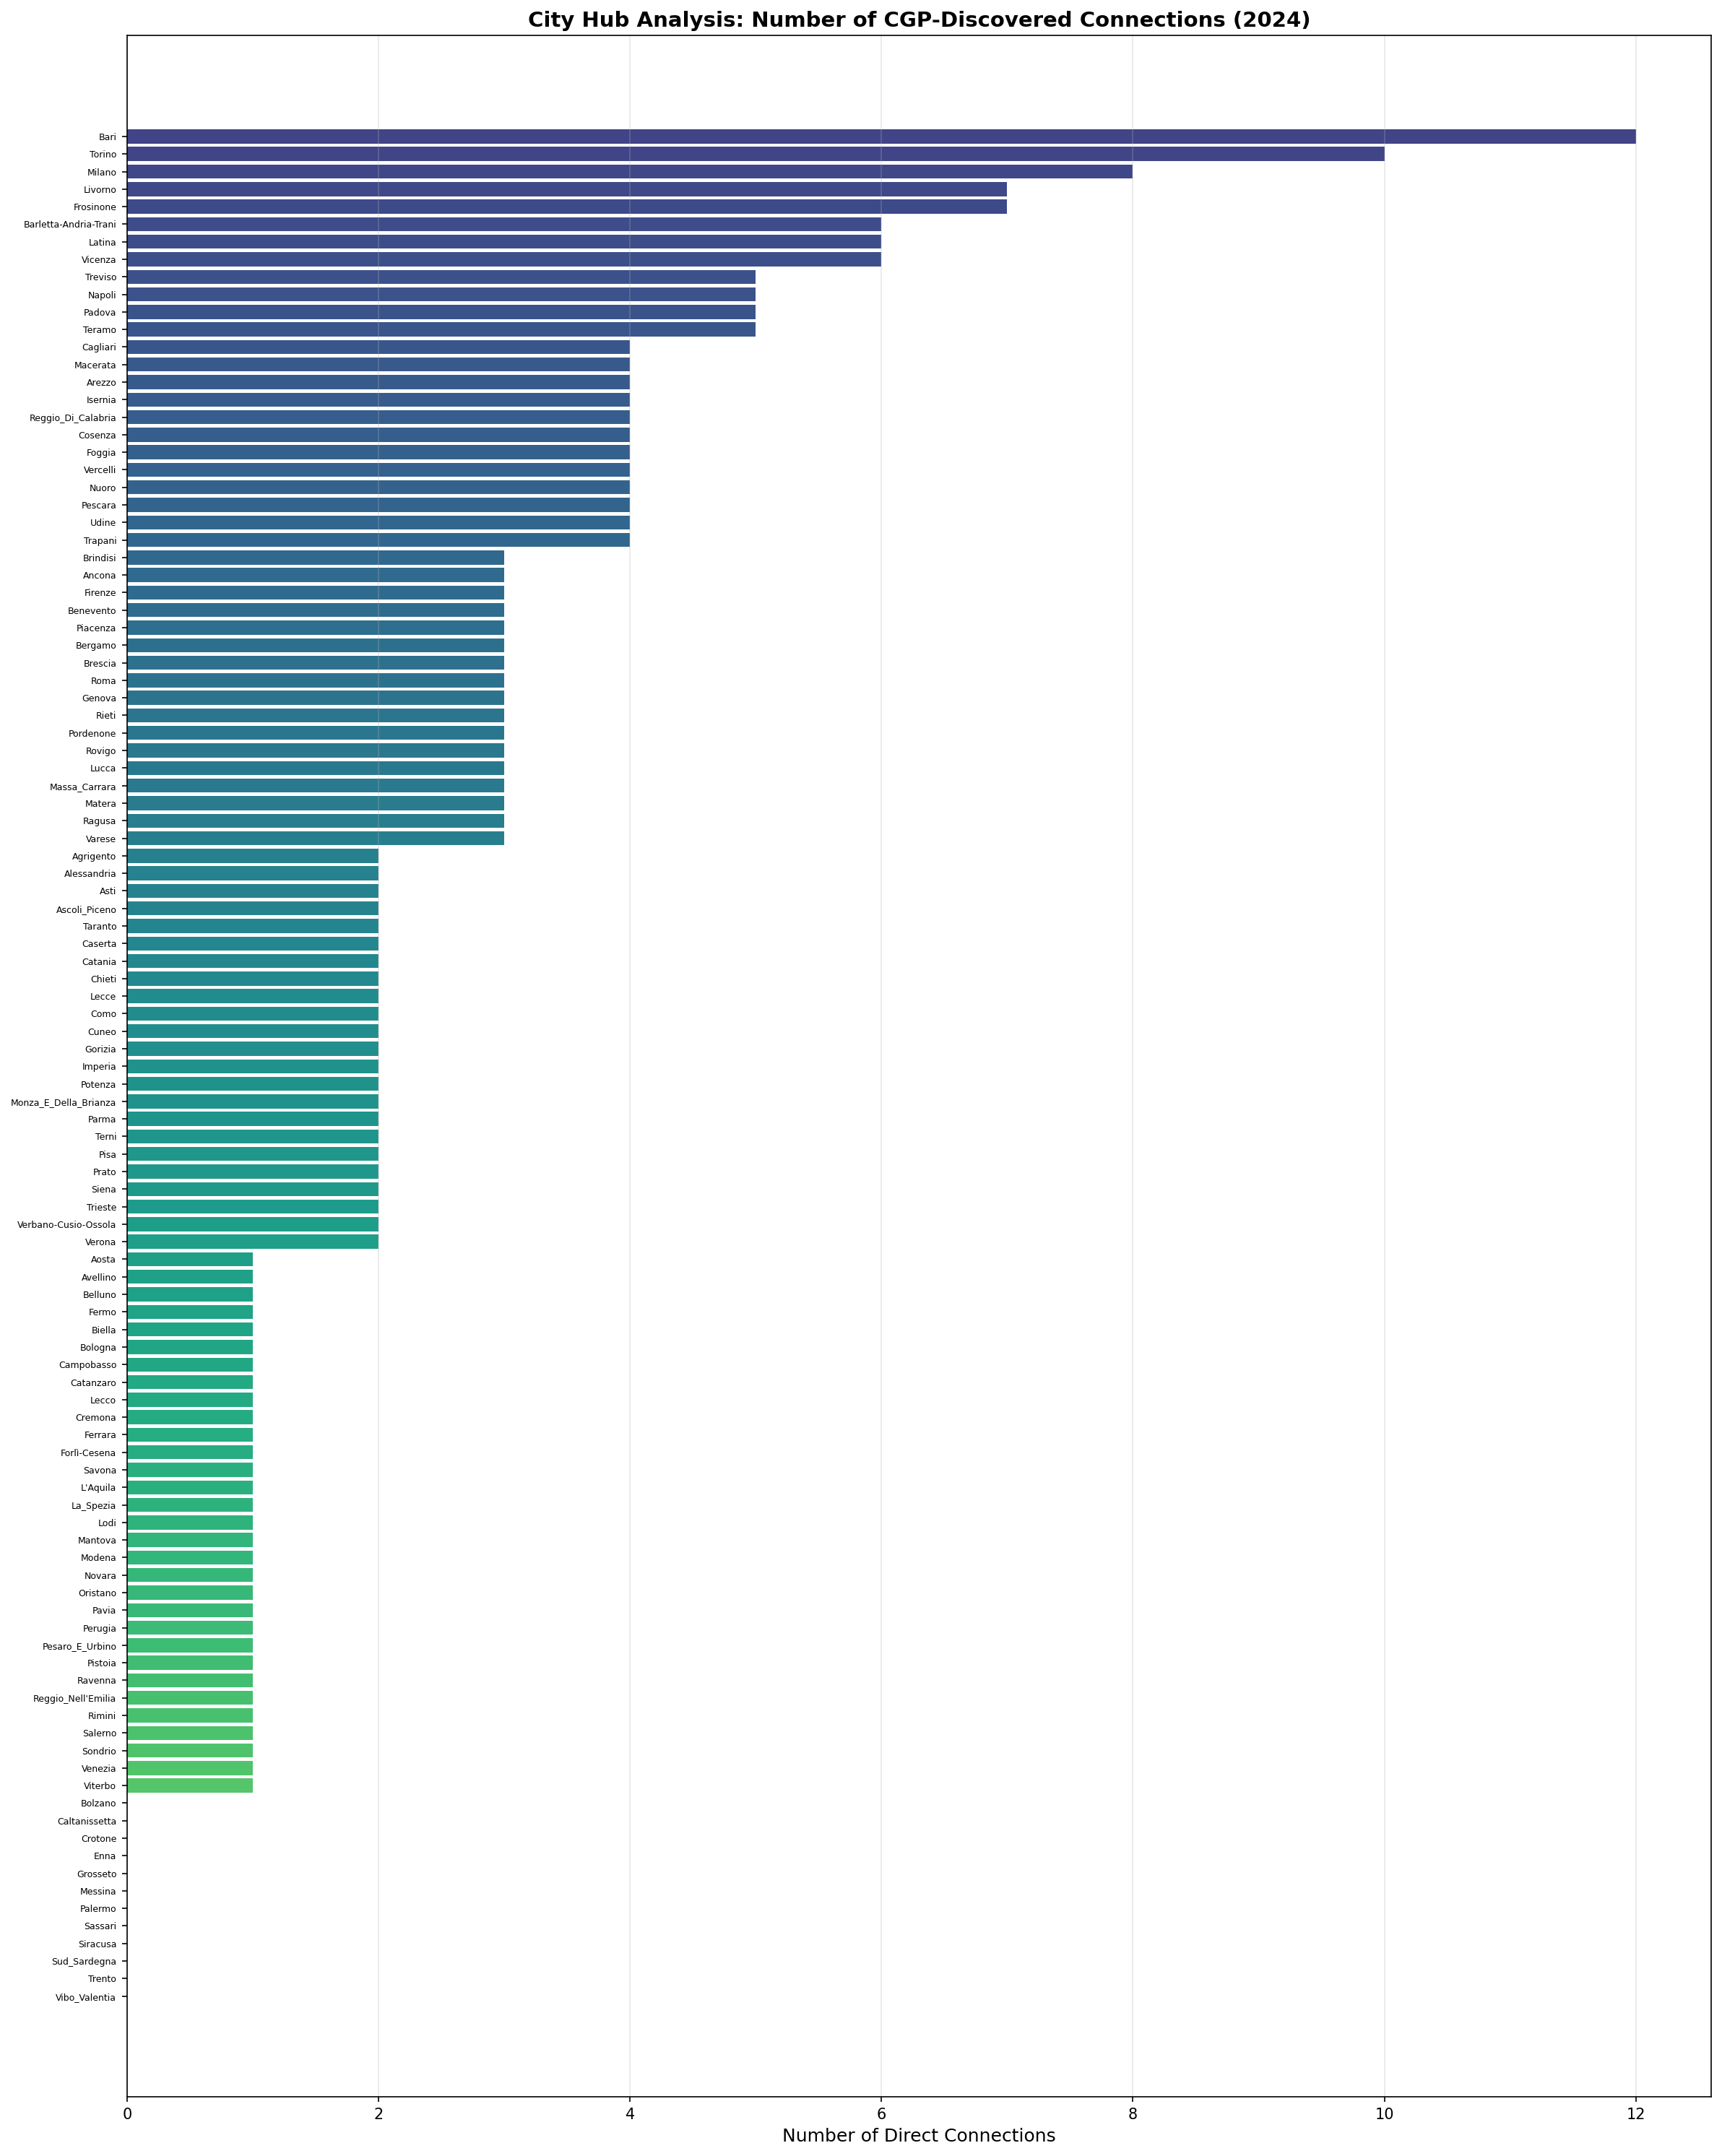 City Hub Analysis: Number of CGP-Discovered Connections (2024)
Bari
Torino
Milano
Livorno
Frosinone
Barletta-Andria-Trani
Latina
Vicenza
Treviso
Napoli
Padova
Teramo
Cagliari
Macerata
Arezzo
Isernia
Reggio_Di_Calabria
Cosenza
Foggia
Vercelli
Nuoro
Pescara
Udine
Trapani
Brindisi
Ancona
Firenze
Benevento
Piacenza
Bergamo
Brescia
Roma
Genova
Rieti
Pordenone
Rovigo
Lucca
Massa_Carrara
Matera
Ragusa
Varese
Agrigento
Alessandria
Asti
Ascoli_Piceno
Taranto
Caserta
Catania
Chieti
Lecce
Como
Cuneo
Gorizia
Imperia
Potenza
Monza_E_Della_Brianza
Parma
Terni
Pisa
Prato
Siena
Trieste
Verbano-Cusio-Ossola
Verona
Aosta
Avellino
Belluno
Fermo
Biella
Bologna
Campobasso
Catanzaro
Lecco
Cremona
Ferrara
Forlì-Cesena
Savona
L'Aquila
La_Spezia
Lodi
Mantova
Modena
Novara
Oristano
Pavia
Perugia
Pesaro_E_Urbino
Pistoia
Ravenna
Reggio_Nell'Emilia
Rimini
Salerno
Sondrio
Venezia
Viterbo
Bolzano
Caltanissetta
Crotone
Enna
Grosseto
Messina
Palermo
Sassari
Siracusa
Sud_Sardegna
Trento
Vibo_Valentia
0 2 4 6 8 10 12
Number of Direct Connections